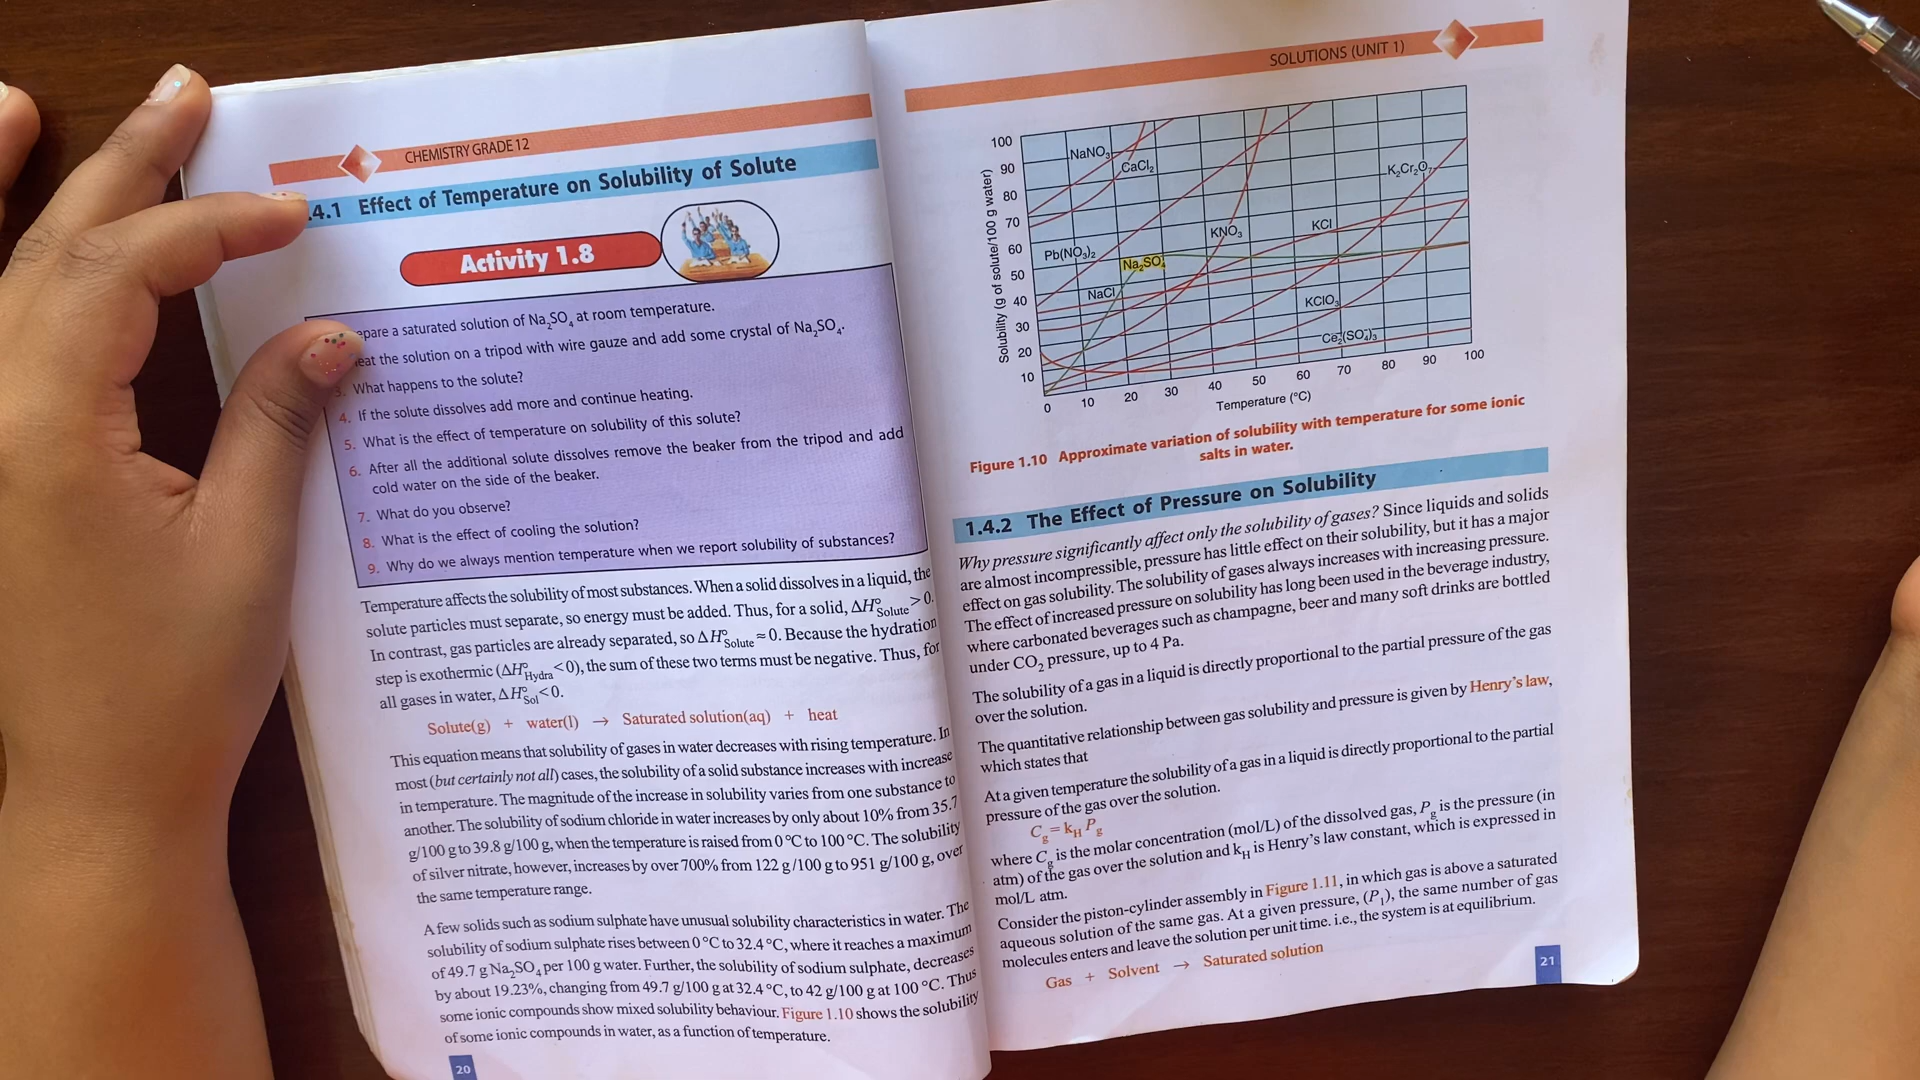 CHEMISTRY GRADE 12
.4.1 Effect of Temperature on Solubility of Solute
Activity 1.8
epare a saturated solution of Na₂SO₄ at room temperature.
eat the solution on a tripod with wire gauze and add some crystal of Na₂SO₄.
3. What happens to the solute?
4. If the solute dissolves add more and continue heating.
5. What is the effect of temperature on solubility of this solute?
6. After all the additional solute dissolves remove the beaker from the tripod and add
cold water on the side of the beaker.
7. What do you observe?
8. What is the effect of cooling the solution?
9. Why do we always mention temperature when we report solubility of substances?
Temperature affects the solubility of most substances. When a solid dissolves in a liquid, the
solute particles must separate, so energy must be added. Thus, for a solid, ΔH°Solute > 0.
In contrast, gas particles are already separated, so ΔH°Solute ≈ 0. Because the hydration
step is exothermic (ΔH°Hydra < 0), the sum of these two terms must be negative. Thus, for
all gases in water, ΔH°Sol < 0.
Solute(g) + water(l) → Saturated solution(aq) + heat
This equation means that solubility of gases in water decreases with rising temperature. In
most (but certainly not all) cases, the solubility of a solid substance increases with increase
in temperature. The magnitude of the increase in solubility varies from one substance to
another. The solubility of sodium chloride in water increases by only about 10% from 35.7
g/100 g to 39.8 g/100 g, when the temperature is raised from 0 °C to 100 °C. The solubility
of silver nitrate, however, increases by over 700% from 122 g/100 g to 951 g/100 g, over
the same temperature range.
A few solids such as sodium sulphate have unusual solubility characteristics in water. The
solubility of sodium sulphate rises between 0 °C to 32.4 °C, where it reaches a maximum
of 49.7 g Na₂SO₄ per 100 g water. Further, the solubility of sodium sulphate, decreases
by about 19.23%, changing from 49.7 g/100 g at 32.4 °C, to 42 g/100 g at 100 °C. Thus
some ionic compounds show mixed solubility behaviour. Figure 1.10 shows the solubility
of some ionic compounds in water, as a function of temperature.
20
SOLUTIONS (UNIT 1)
Solubility (g of solute/100 g water)
100
90
80
70
60
50
40
30
20
10
NaNO₃
CaCl₂
K₂Cr₂O₇
Pb(NO₃)₂
Na₂SO₄
KNO₃
KCl
NaCl
KClO₃
Ce₂(SO₄)₃
0 10 20 30 40 50 60 70 80 90 100
Temperature (°C)
Figure 1.10 Approximate variation of solubility with temperature for some ionic
salts in water.
1.4.2 The Effect of Pressure on Solubility
Why pressure significantly affect only the solubility of gases? Since liquids and solids
are almost incompressible, pressure has little effect on their solubility, but it has a major
effect on gas solubility. The solubility of gases always increases with increasing pressure.
The effect of increased pressure on solubility has long been used in the beverage industry,
where carbonated beverages such as champagne, beer and many soft drinks are bottled
under CO₂ pressure, up to 4 Pa.
The solubility of a gas in a liquid is directly proportional to the partial pressure of the gas
over the solution.
The quantitative relationship between gas solubility and pressure is given by Henry's law,
which states that
At a given temperature the solubility of a gas in a liquid is directly proportional to the partial
pressure of the gas over the solution.
Cg = kH Pg
where Cg is the molar concentration (mol/L) of the dissolved gas, Pg is the pressure (in
atm) of the gas over the solution and kH is Henry's law constant, which is expressed in
mol/L atm.
Consider the piston-cylinder assembly in Figure 1.11, in which gas is above a saturated
aqueous solution of the same gas. At a given pressure, (P₁), the same number of gas
molecules enters and leave the solution per unit time. i.e., the system is at equilibrium.
Gas + Solvent → Saturated solution
21